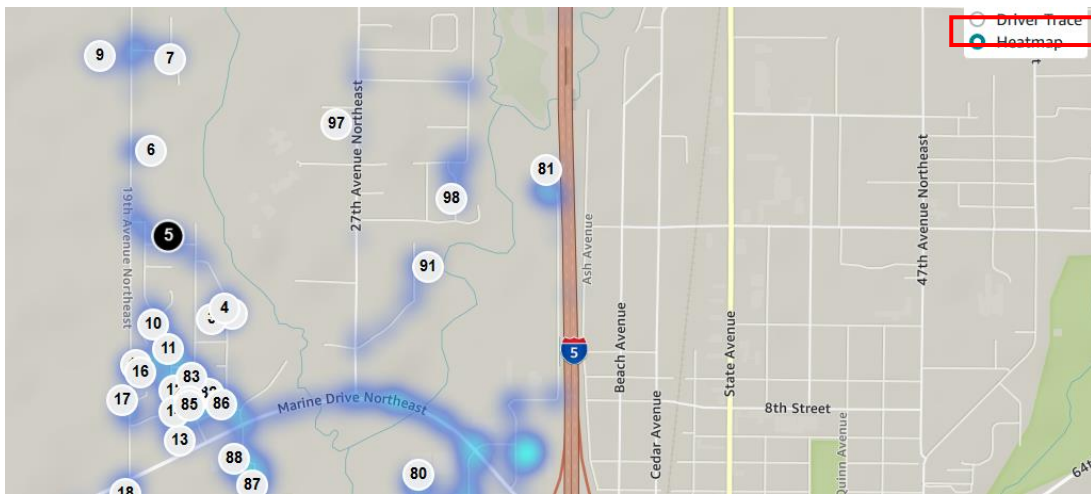 Driver Trace
Heatmap
9
7
97
6
27th Avenue Northeast
98
81
19th Avenue Northeast
5
91
Ash Avenue
47th Avenue Northeast
4
10
11
16
17
83
85
86
13
88
87
18
Marine Drive Northeast
80
5
Beach Avenue
State Avenue
Cedar Avenue
8th Street
Quinn Avenue